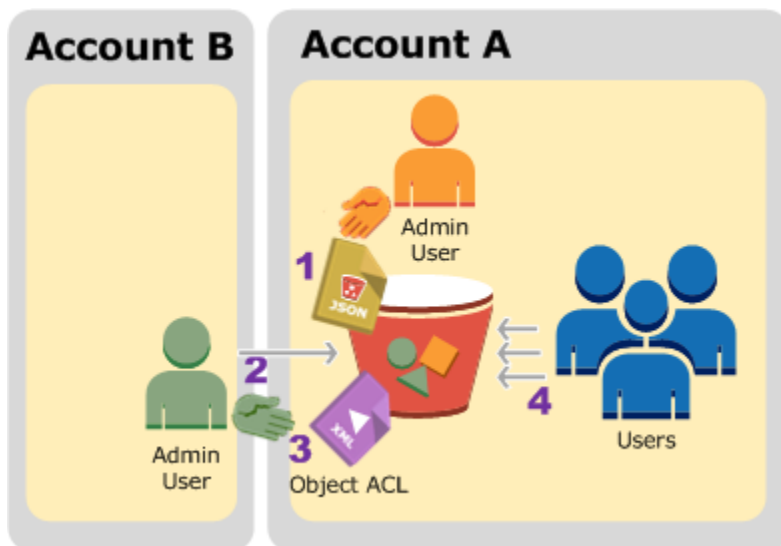 Account B
Account A
Admin
User
1
JSON
2
4
3
XML
Admin
User
Object ACL
Users